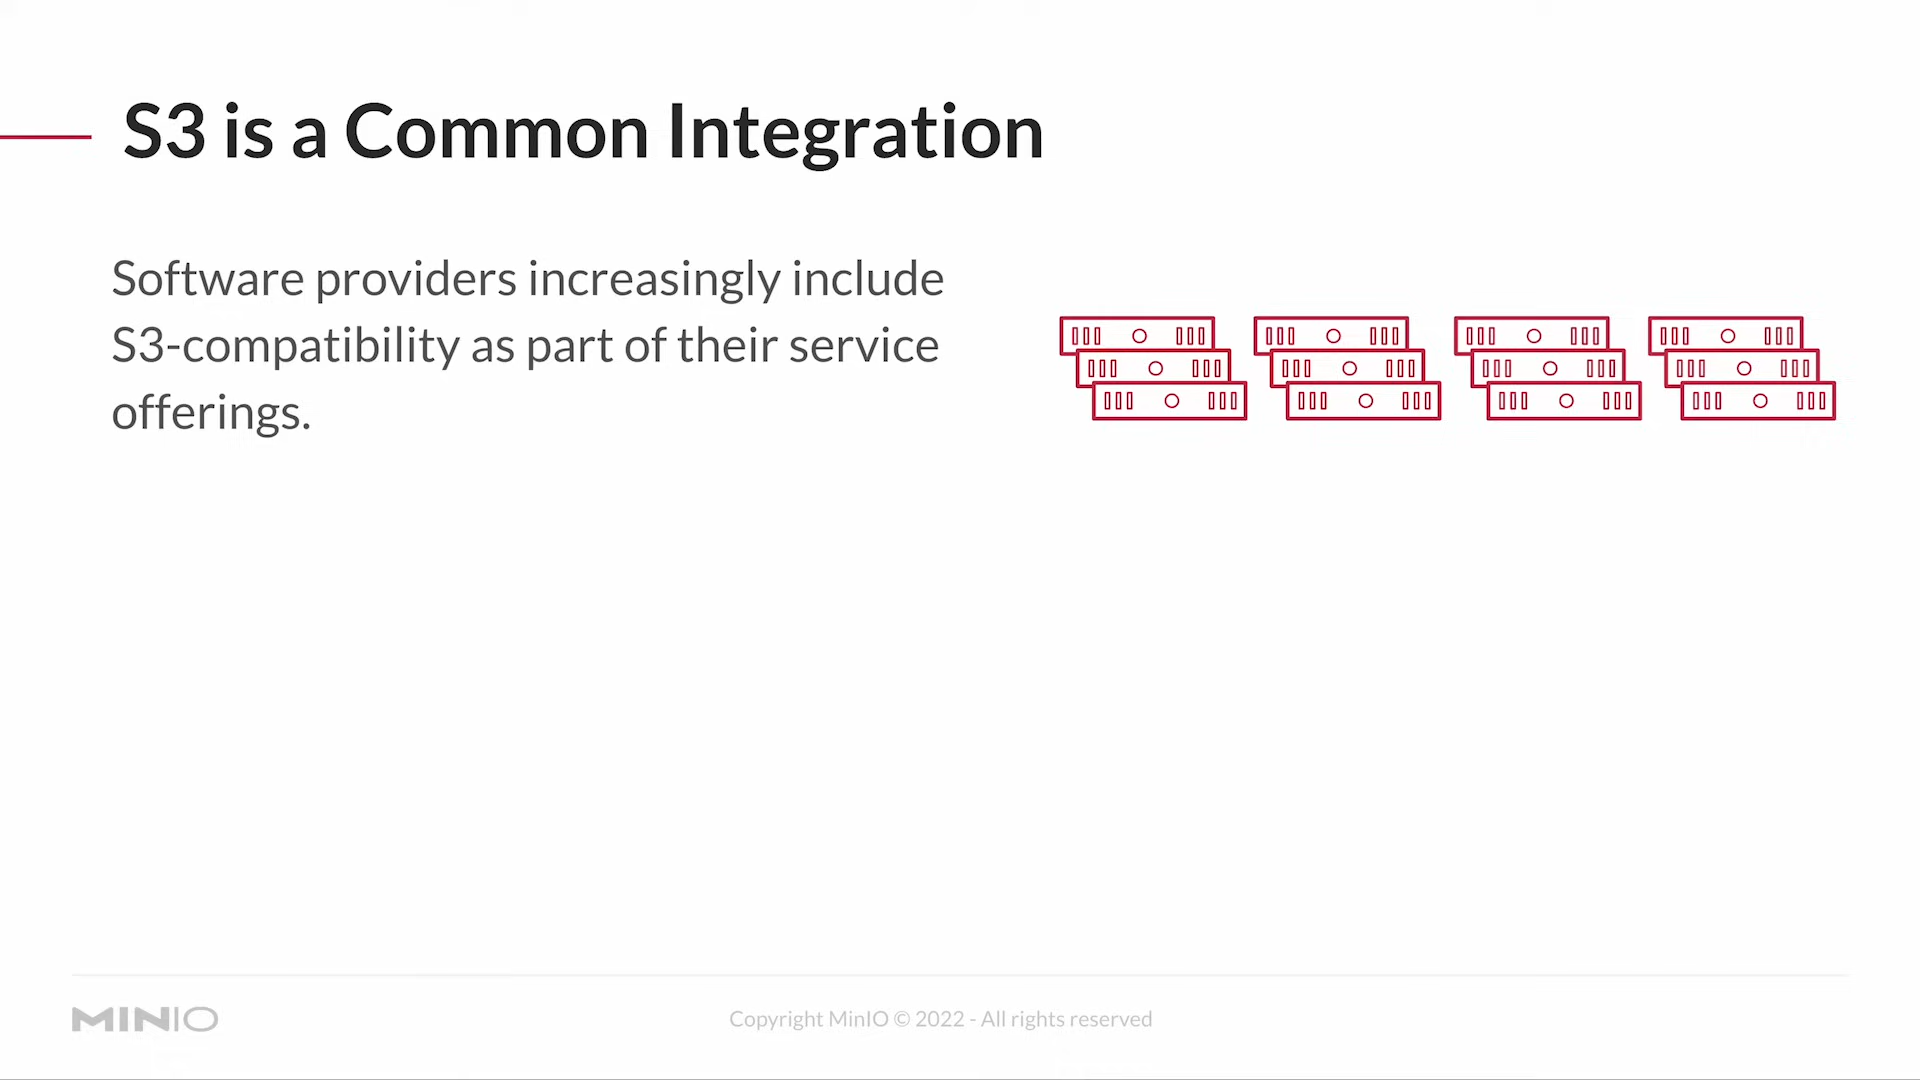 S3 is a Common Integration
Software providers increasingly include
S3-compatibility as part of their service
offerings.
MINIO
Copyright MinIO © 2022 - All rights reserved